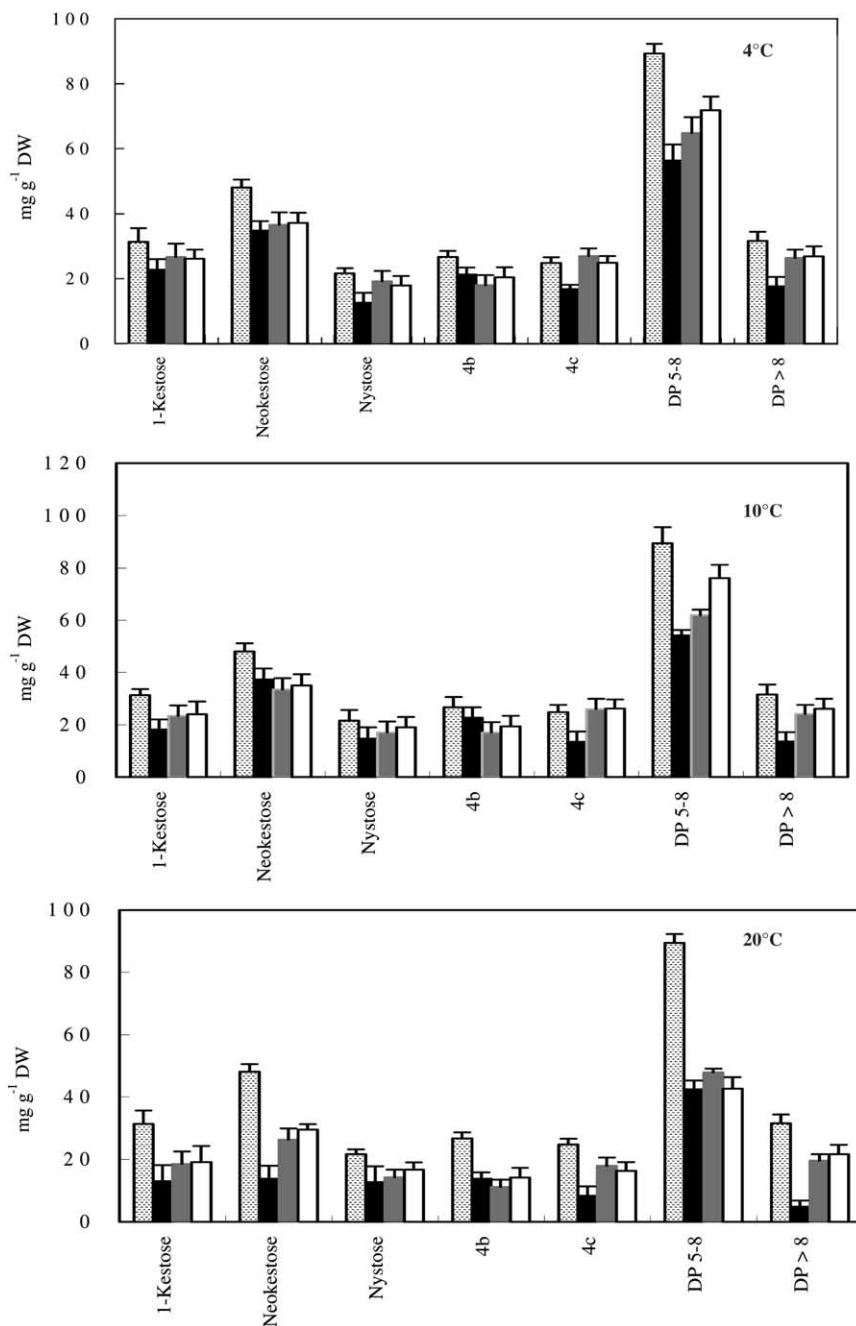 100
4°C
80
60
40
20
0
mg g⁻¹ DW
1-Kestose
Neokestose
Nystose
4b
4c
DP 5-8
DP > 8
120
10°C
100
80
60
40
20
0
mg g⁻¹ DW
1-Kestose
Neokestose
Nystose
4b
4c
DP 5-8
DP > 8
100
20°C
80
60
40
20
0
mg g⁻¹ DW
1-Kestose
Neokestose
Nystose
4b
4c
DP 5-8
DP > 8